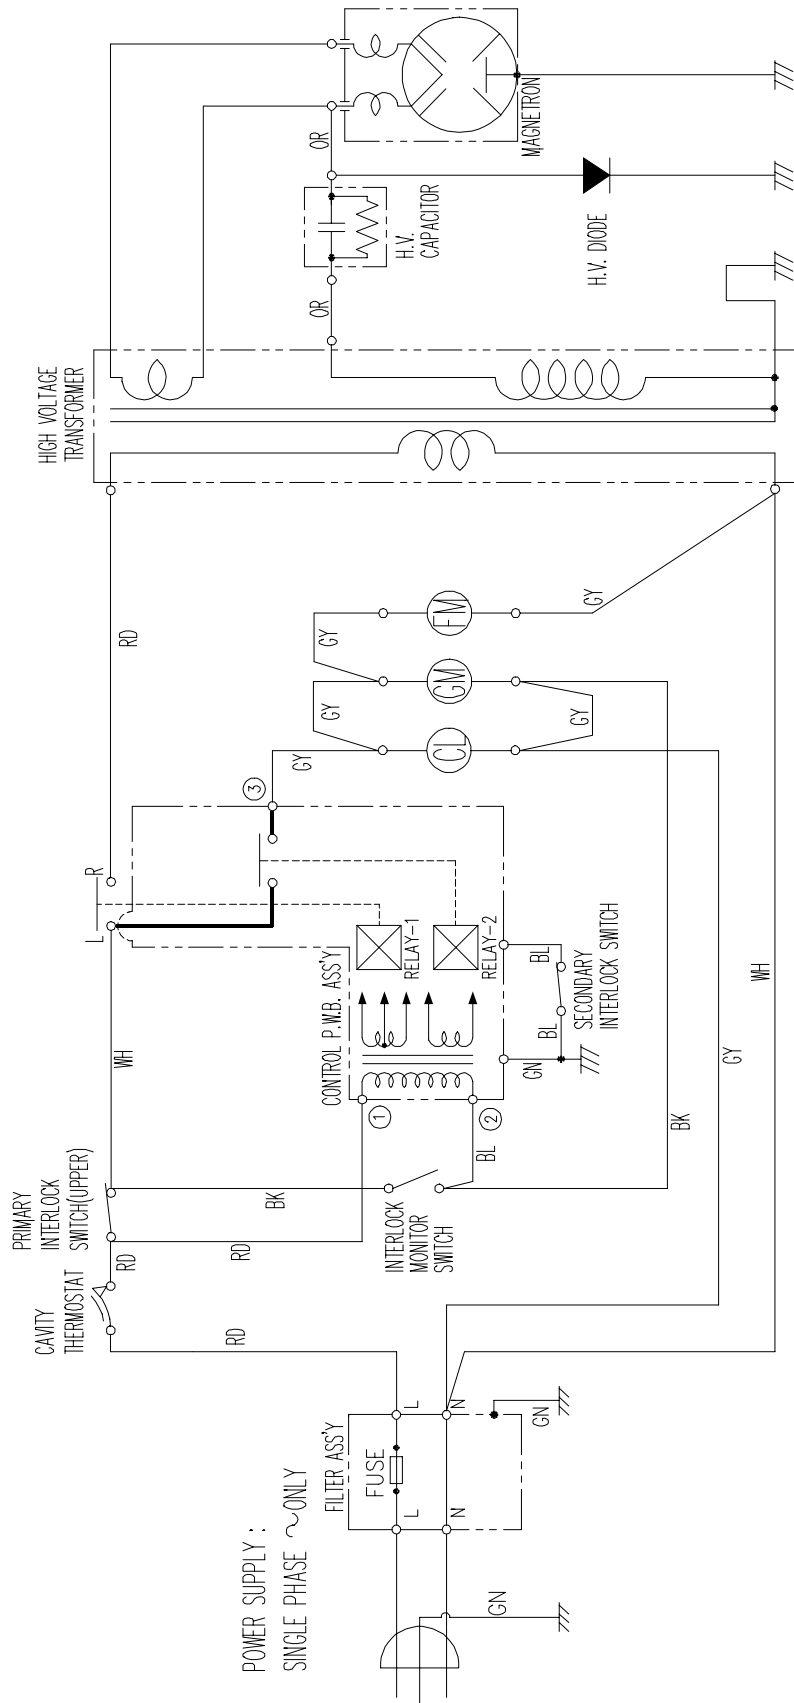 POWER SUPPLY :
SINGLE PHASE ~ ONLY
FILTER ASS'Y
FUSE
L
L
N
N
GN
GN
CAVITY
THERMOSTAT
PRIMARY
INTERLOCK
SWITCH(UPPER)
RD
RD
RD
WH
BK
INTERLOCK
MONITOR
SWITCH
BL
1
2
CONTROL P.W.B. ASS'Y
RELAY-1
RELAY-2
GN
BL
BL
SECONDARY
INTERLOCK SWITCH
L
R
3
RD
GY
GY
GY
GY
GY
CL
GM
FM
BK
GY
WH
HIGH VOLTAGE
TRANSFORMER
OR
OR
H.V.
CAPACITOR
H.V. DIODE
MAGNETRON